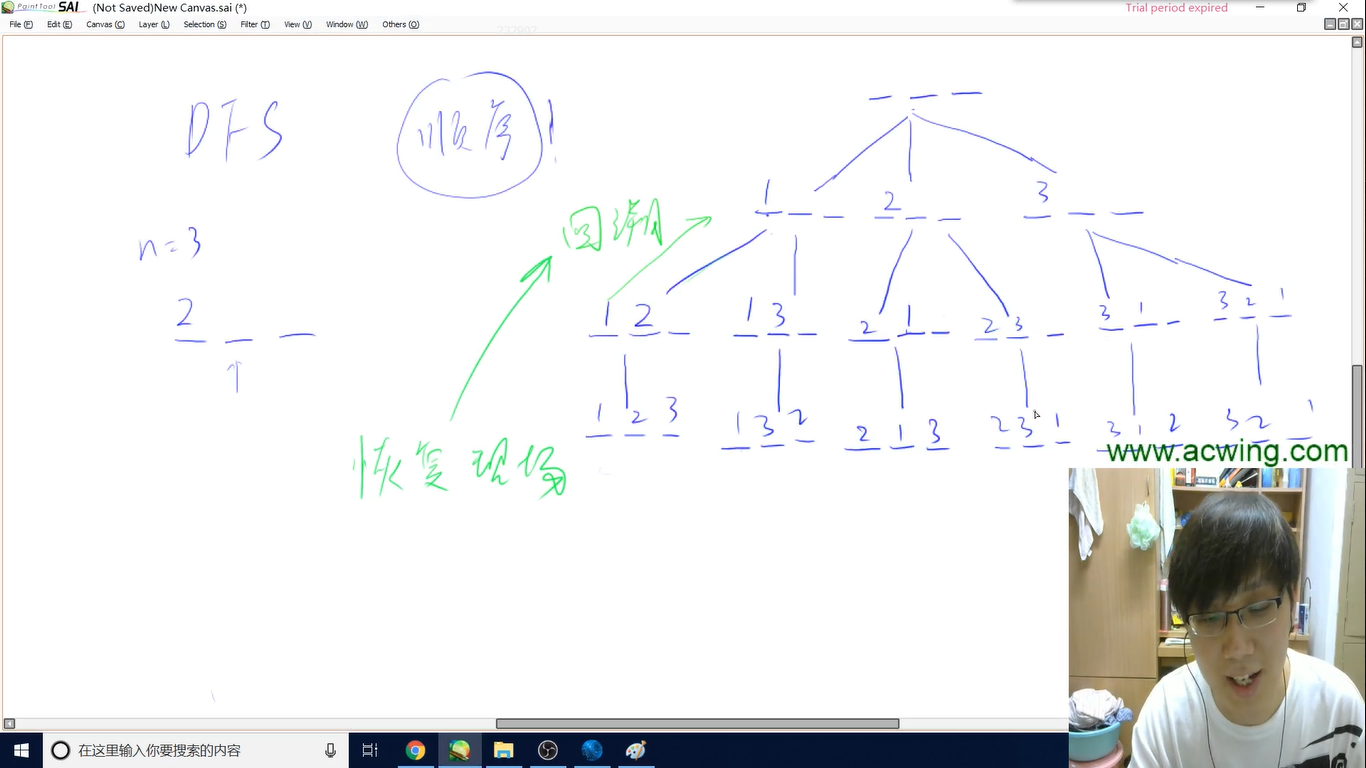 PaintTool SAI (Not Saved)New Canvas.sai (*)
Trial period expired
File (F) Edit (E) Canvas (C) Layer (L) Selection (S) Filter (T) View (V) Window (W) Others (O)
DFS 顺序!
n=3
2
回溯
恢复现场
1 2 3
1 2 1 3 2 1 2 3 3 1 3 2 1
1 2 3 1 3 2 2 1 3 2 3 1 3 1 2 3 2 1
www.acwing.com
在这里输入你要搜索的内容